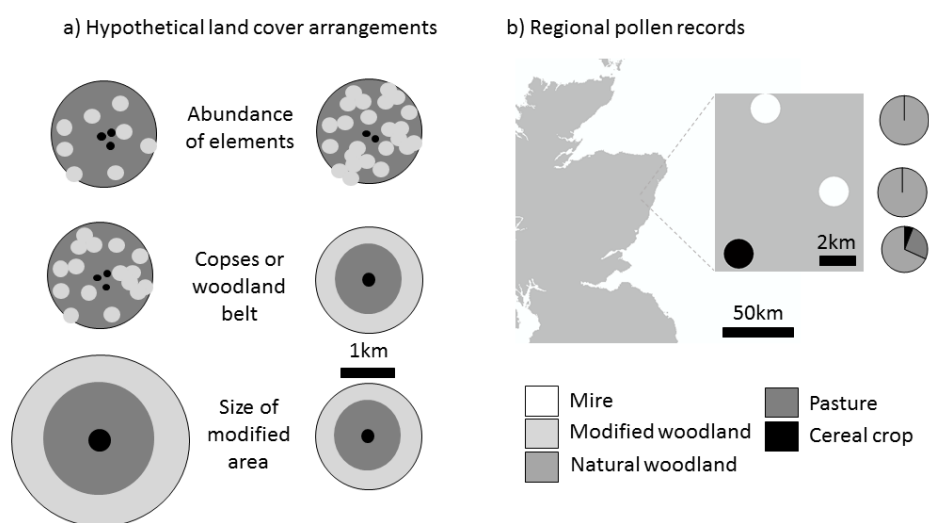 a) Hypothetical land cover arrangements
Abundance
of elements
Copses or
woodland
belt
1km
Size of
modified
area
b) Regional pollen records
2km
50km
Mire
Modified woodland
Natural woodland
Pasture
Cereal crop